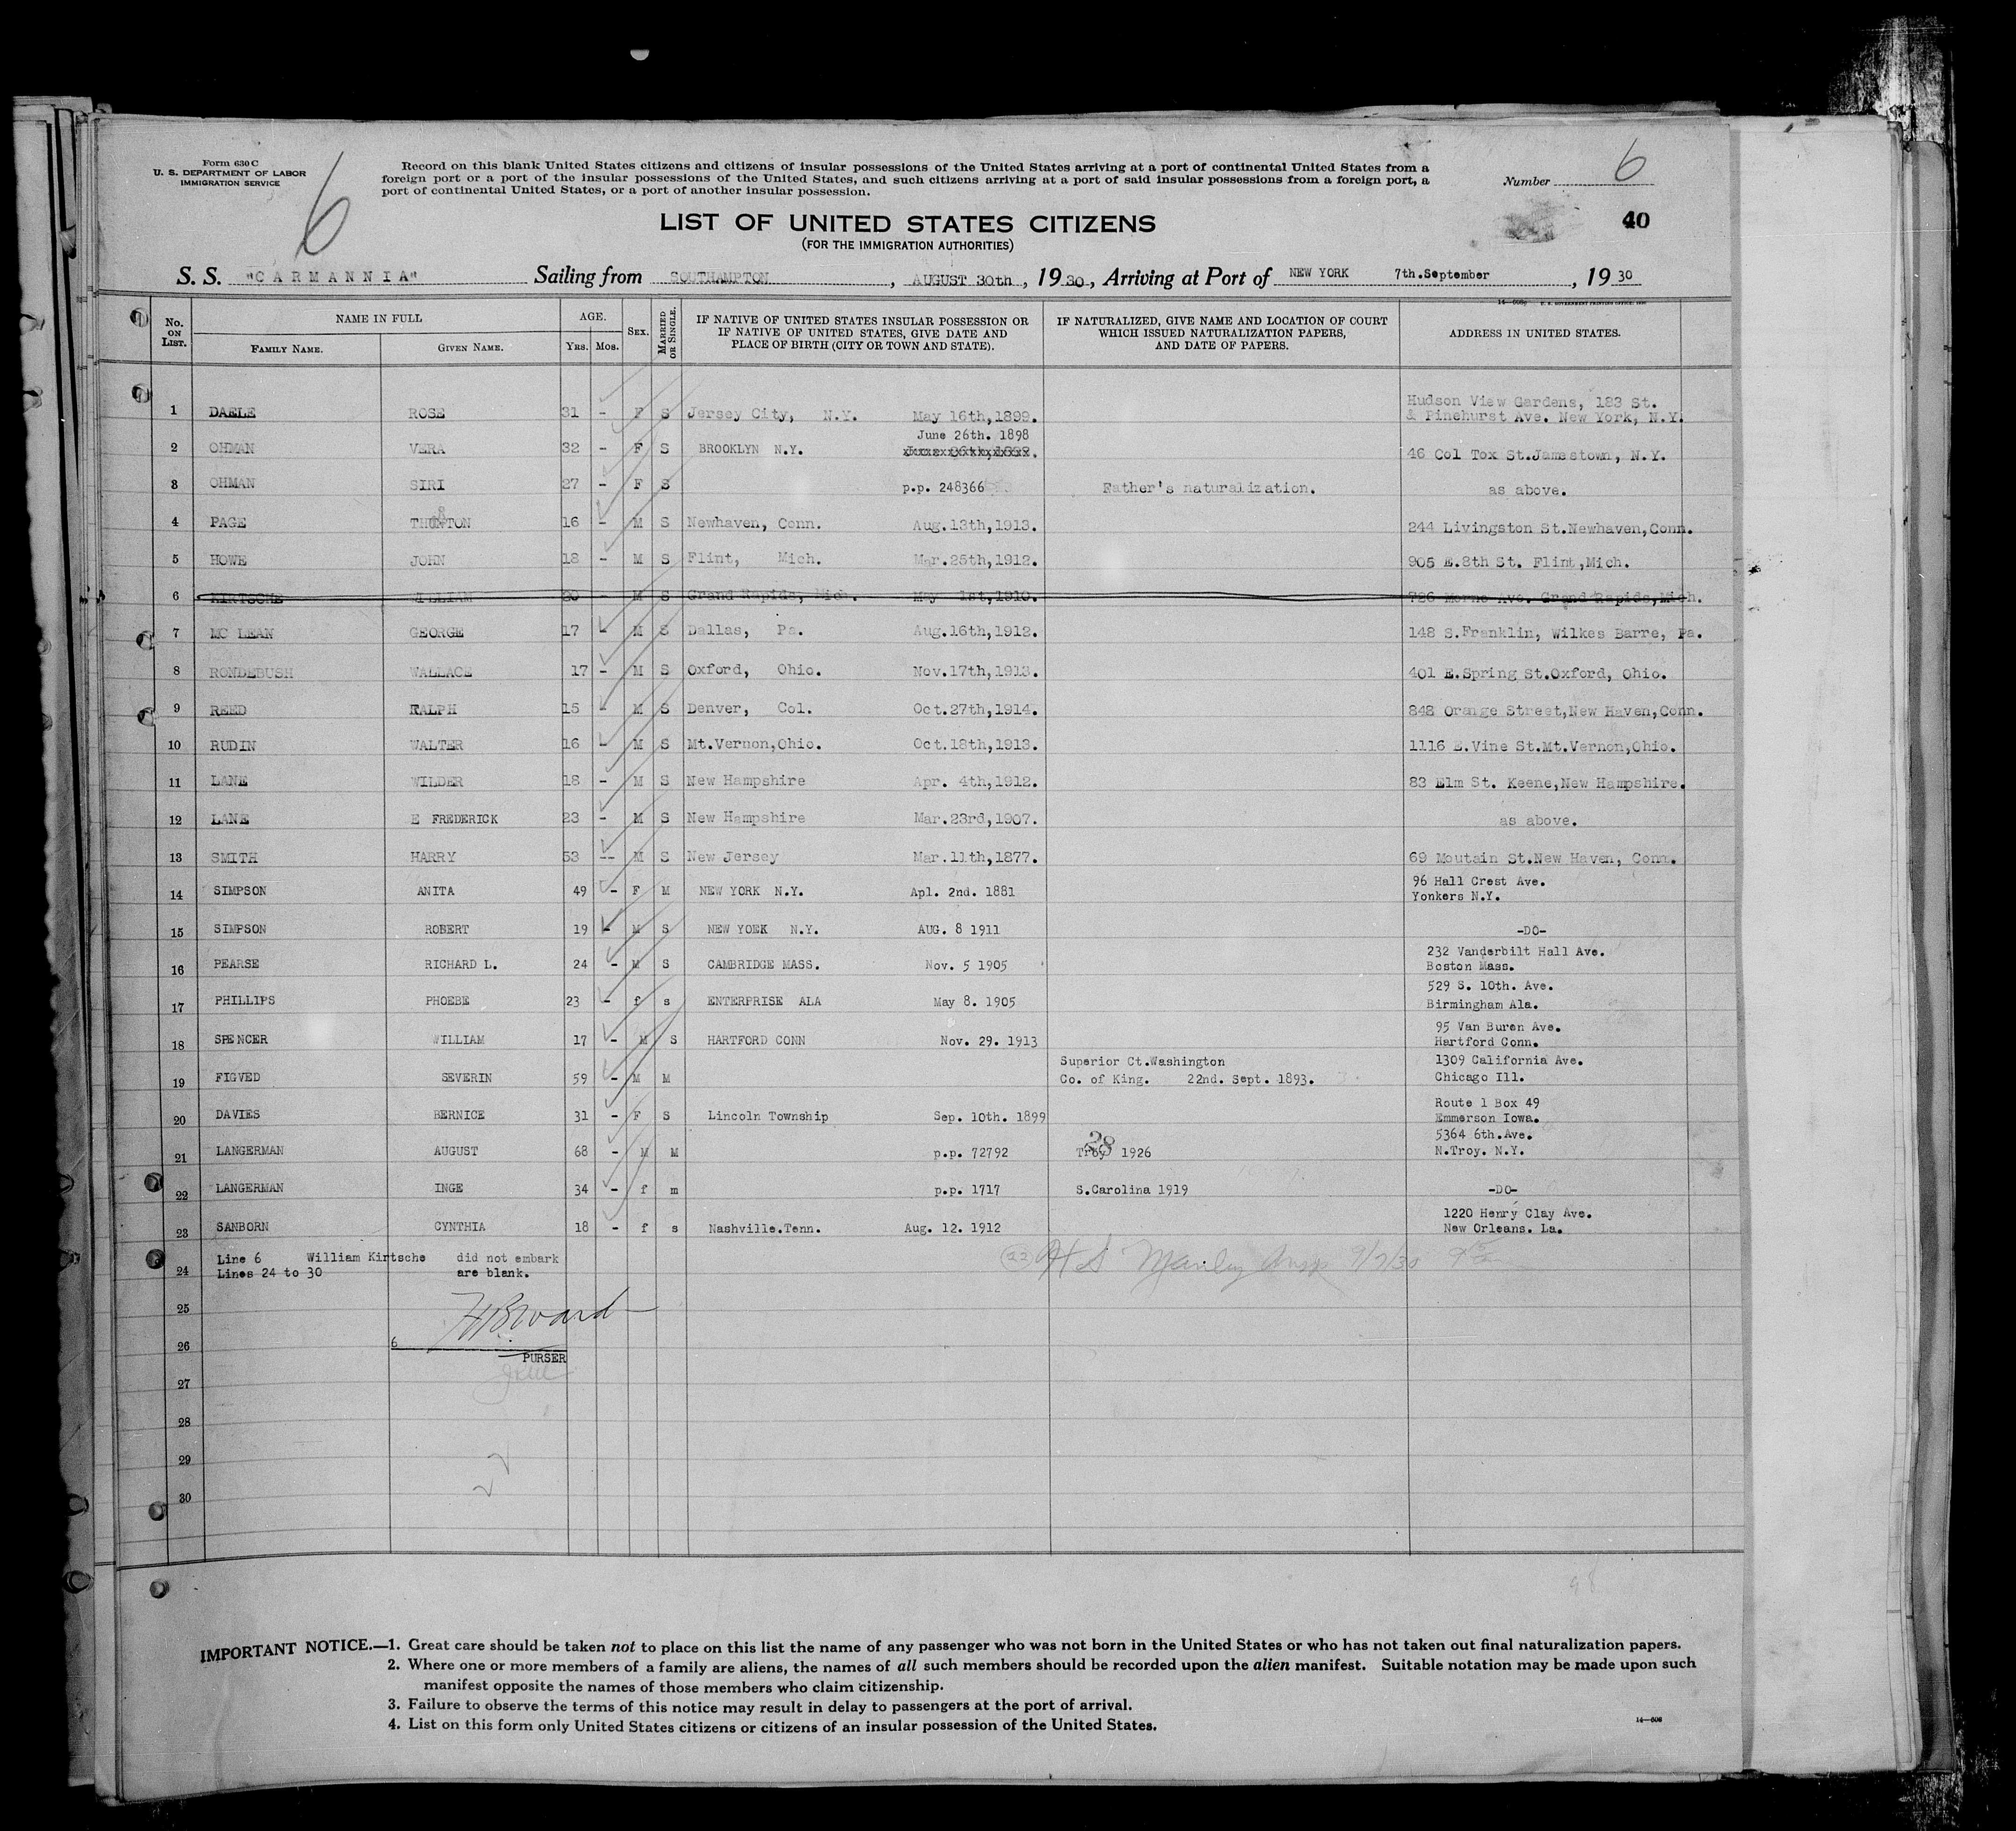 Form 630 C
U. S. DEPARTMENT OF LABOR
IMMIGRATION SERVICE
6
Record on this blank United States citizens and citizens of insular possessions of the United States arriving at a port of continental United States from a
foreign port or a port of the insular possessions of the United States, and such citizens arriving at a port of said insular possessions from a foreign port, a
port of continental United States, or a port of another insular possession.
Number 6
LIST OF UNITED STATES CITIZENS
40
(FOR THE IMMIGRATION AUTHORITIES)
S. S. "CARMANNIA" Sailing from SOUTHAMPTON, AUGUST 30th, 1930, Arriving at Port of NEW YORK 7th.September, 1930
No. ON LIST. NAME IN FULL FAMILY NAME. GIVEN NAME. AGE. YRS. MOS. SEX. MARRIED OR SINGLE. IF NATIVE OF UNITED STATES INSULAR POSSESSION OR IF NATIVE OF UNITED STATES, GIVE DATE AND PLACE OF BIRTH (CITY OR TOWN AND STATE). IF NATURALIZED, GIVE NAME AND LOCATION OF COURT WHICH ISSUED NATURALIZATION PAPERS, AND DATE OF PAPERS. ADDRESS IN UNITED STATES.
1 DAELE ROSE 31 - F S Jersey City, N.Y. May 16th,1899. Hudson View Gardens, 183 St. & Pinehurst Ave. New York, N.Y.
2 OHMAN VERA 32 - F S BROOKLYN N.Y. June 26th. 1898 46 Col Tox St.Jamestown, N.Y.
3 OHMAN SIRI 27 - F S p.p. 248366 Father's naturalization. as above.
4 PAGE 16 - M S Newhaven, Conn. Aug.13th,1913. 244 Livingston St.Newhaven,Conn.
5 HOWE JOHN 18 - M S Flint, Mich. Mar.25th,1912. 905 E.8th St. Flint,Mich.
6 KIRTSCHE WILLIAM 20 - M S Grand Rapids, Mich. May 1st,1910. 726 Ave. Grand Rapids,Mich.
7 MC LEAN GEORGE 17 - M S Dallas, Pa. Aug.16th,1912. 148 S.Franklin, Wilkes Barre, Pa.
8 RONDEBUSH WALLACE 17 - M S Oxford, Ohio. Nov.17th,1913. 401 E.Spring St.Oxford, Ohio.
9 REED RALPH 15 - M S Denver, Col. Oct.27th,1914. 848 Orange Street,New Haven,Conn.
10 RUDIN WALTER 16 - M S Mt.Vernon,Ohio. Oct.18th,1913. 1116 E.Vine St.Mt.Vernon,Ohio.
11 LANE WILDER 18 - M S New Hampshire Apr. 4th,1912. 83 Elm St. Keene,New Hampshire.
12 LANE E FREDERICK 23 - M S New Hampshire Mar.23rd,1907. as above.
13 SMITH HARRY 53 -- M S New Jersey Mar.11th,1877. 69 Moutain St.New Haven, Conn.
14 SIMPSON ANITA 49 - F M NEW YORK N.Y. Apl. 2nd. 1881 96 Hall Crest Ave. Yonkers N.Y.
15 SIMPSON ROBERT 19 - M S NEW YOEK N.Y. AUG. 8 1911 -DO-
16 PEARSE RICHARD L. 24 - M S CAMBRIDGE MASS. Nov. 5 1905 232 Vanderbilt Hall Ave. Boston Mass.
17 PHILLIPS PHOEBE 23 - f s ENTERPRISE ALA May 8. 1905 529 S. 10th. Ave. Birmingham Ala.
18 SPENCER WILLIAM 17 - M S HARTFORD CONN Nov. 29. 1913 95 Van Buren Ave. Hartford Conn.
19 FIGVED SEVERIN 59 - M M Superior Ct.Washington Co. of King. 22nd. Sept. 1893. 1309 California Ave. Chicago Ill.
20 DAVIES BERNICE 31 - F S Lincoln Township Sep. 10th. 1899 Route 1 Box 49 Emmerson Iowa.
21 LANGERMAN AUGUST 68 - M M p.p. 72792 Troy 28 1926 5364 6th.Ave. N.Troy. N.Y.
22 LANGERMAN INGE 34 - f m p.p. 1717 S.Carolina 1919 -DO-
23 SANBORN CYNTHIA 18 - f s Nashville.Tenn. Aug. 12. 1912 1220 Henry Clay Ave. New Orleans. La.
Line 6 William Kirtsche did not embark
24 Lines 24 to 30 are blank.
(22) H S Manley Insp 9/7/30
25
26 6
PURSER
27
28
29
30
98
IMPORTANT NOTICE.—1. Great care should be taken not to place on this list the name of any passenger who was not born in the United States or who has not taken out final naturalization papers.
2. Where one or more members of a family are aliens, the names of all such members should be recorded upon the alien manifest. Suitable notation may be made upon such
manifest opposite the names of those members who claim citizenship.
3. Failure to observe the terms of this notice may result in delay to passengers at the port of arrival.
4. List on this form only United States citizens or citizens of an insular possession of the United States.
14—506